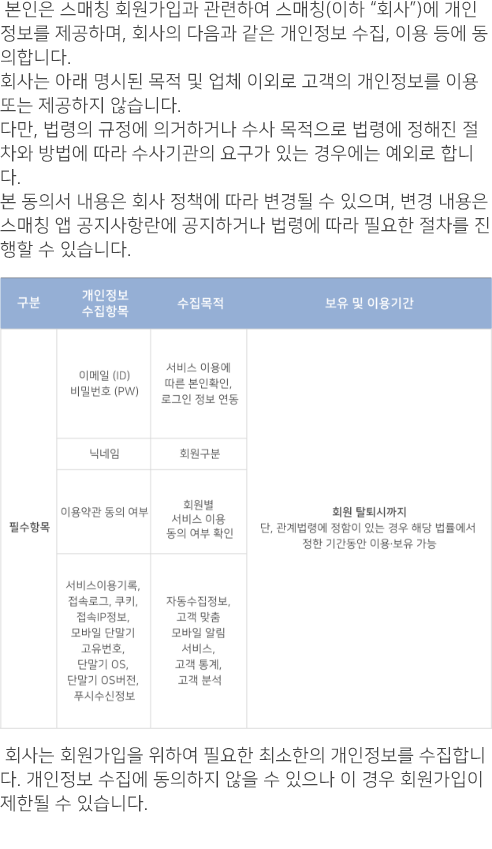 본인은 스매칭 회원가입과 관련하여 스매칭(이하 “회사”)에 개인
정보를 제공하며, 회사의 다음과 같은 개인정보 수집, 이용 등에 동
의합니다.
회사는 아래 명시된 목적 및 업체 이외로 고객의 개인정보를 이용
또는 제공하지 않습니다.
다만, 법령의 규정에 의거하거나 수사 목적으로 법령에 정해진 절
차와 방법에 따라 수사기관의 요구가 있는 경우에는 예외로 합니
다.
본 동의서 내용은 회사 정책에 따라 변경될 수 있으며, 변경 내용은
스매칭 앱 공지사항란에 공지하거나 법령에 따라 필요한 절차를 진
행할 수 있습니다.
구분
개인정보
수집항목
수집목적
보유 및 이용기간
필수항목
이메일 (ID)
비밀번호 (PW)
서비스 이용에
따른 본인확인,
로그인 정보 연동
닉네임
회원구분
이용약관 동의 여부
회원별
서비스 이용
동의 여부 확인
서비스이용기록,
접속로그, 쿠키,
접속IP정보,
모바일 단말기
고유번호,
단말기 OS,
단말기 OS버전,
푸시수신정보
자동수집정보,
고객 맞춤
모바일 알림
서비스,
고객 통계,
고객 분석
회원 탈퇴시까지
단, 관계법령에 정함이 있는 경우 해당 법률에서
정한 기간동안 이용·보유 가능
회사는 회원가입을 위하여 필요한 최소한의 개인정보를 수집합니
다. 개인정보 수집에 동의하지 않을 수 있으나 이 경우 회원가입이
제한될 수 있습니다.